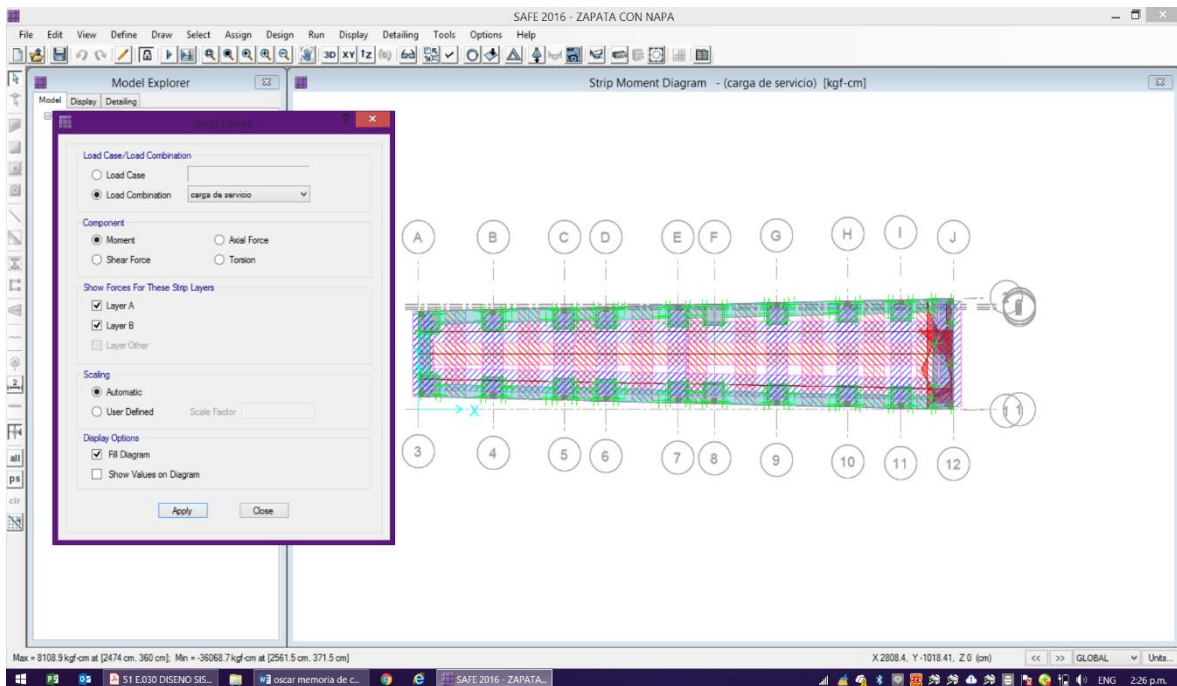 SAFE 2016 - ZAPATA CON NAPA
File Edit View Define Draw Select Assign Design Run Display Detailing Tools Options Help
3D XY
Model Explorer
Strip Moment Diagram - (carga de servicio) [kgf-cm]
Model Display Detailing
Strip Forces
?
Load Case/Load Combination
Load Case
Load Combination carga de servicio
Component
Moment Axial Force
Shear Force Torsion
Show Forces For These Strip Layers
Layer A
Layer B
Layer Other
Scaling
Automatic
User Defined Scale Factor
Display Options
Fill Diagram
Show Values on Diagram
Apply Close
all
ps
clr
A B C D E F G H I J
X
3 4 5 6 7 8 9 10 11 12
Max = 8108.9 kgf-cm at [2474 cm, 360 cm]; Min = -36068.7 kgf-cm at [2561.5 cm, 371.5 cm]
X 2808.4, Y -1018.41, Z 0 (cm) << >> GLOBAL Units...
51 E.030 DISENO SIS... oscar memoria de c... SAFE 2016 - ZAPATA... ENG 2:26 p.m.